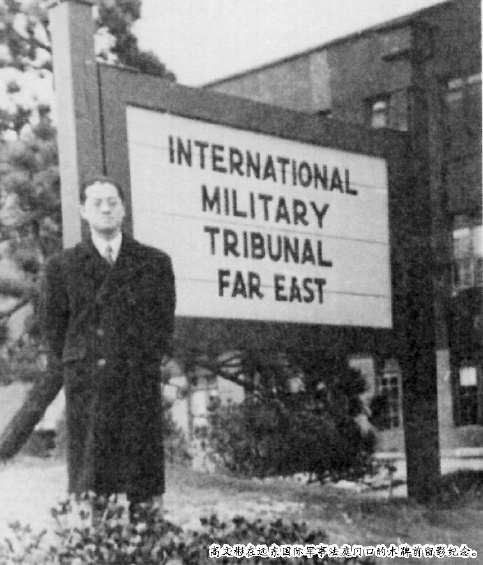 INTERNATIONAL
MILITARY
TRIBUNAL
FAR EAST
高文彬在远东国际军事法庭门口的木牌前留影纪念。